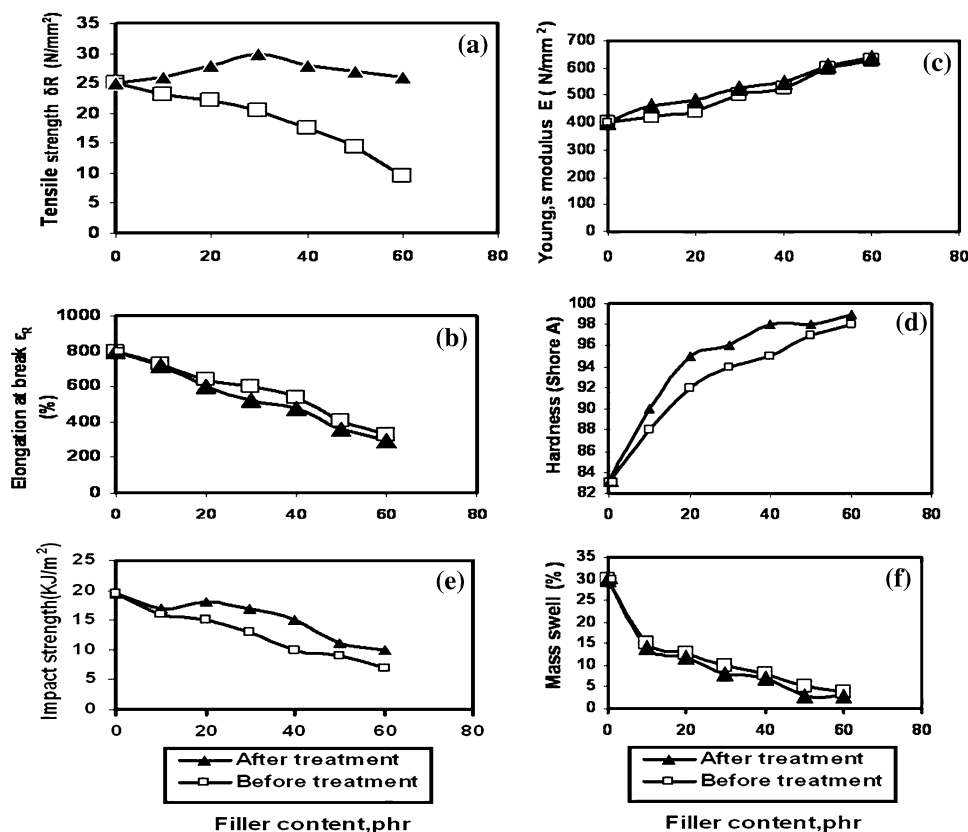 Tensile strength δR (N/mm²)
35
30
25
20
15
10
5
0
(a)
0 20 40 60 80
Young,s modulus E ( N/mm²)
700
600
500
400
300
200
100
0
(c)
0 20 40 60 80
Elongation at break εR
(%)
1000
800
600
400
200
0
(b)
0 20 40 60 80
Hardness (Shore A)
100
98
96
94
92
90
88
86
84
82
(d)
0 20 40 60 80
Impact strength(KJ/m²)
25
20
15
10
5
0
(e)
0 20 40 60 80
After treatment
Before treatment
Filler content,phr
Mass swell (%)
35
30
25
20
15
10
5
0
(f)
0 20 40 60 80
After treatment
Before treatment
Filler content,phr